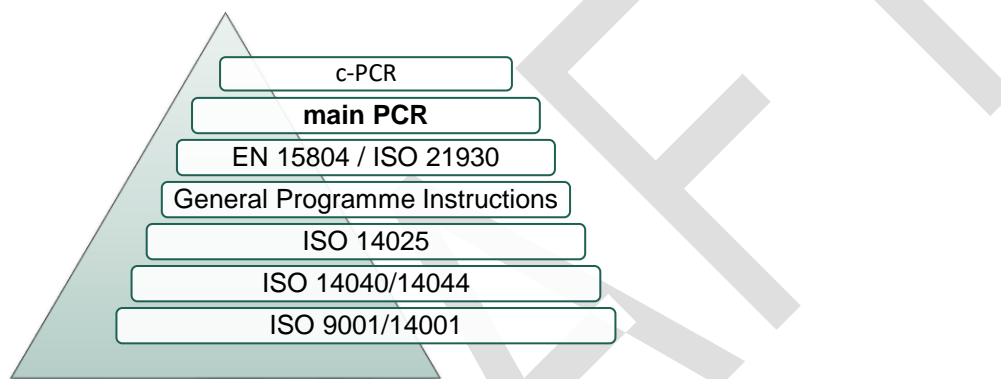 c-PCR
main PCR
EN 15804 / ISO 21930
General Programme Instructions
ISO 14025
ISO 14040/14044
ISO 9001/14001